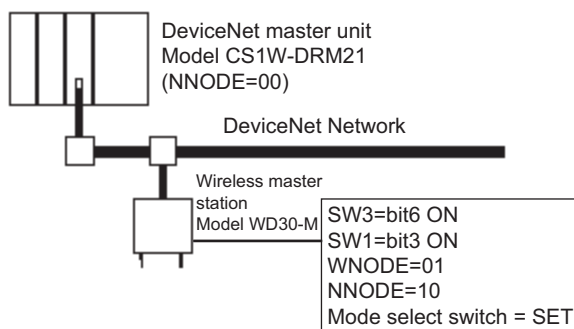 DeviceNet master unit
Model CS1W-DRM21
(NNODE=00)
DeviceNet Network
Wireless master
station
Model WD30-M
SW3=bit6 ON
SW1=bit3 ON
WNODE=01
NNODE=10
Mode select switch = SET